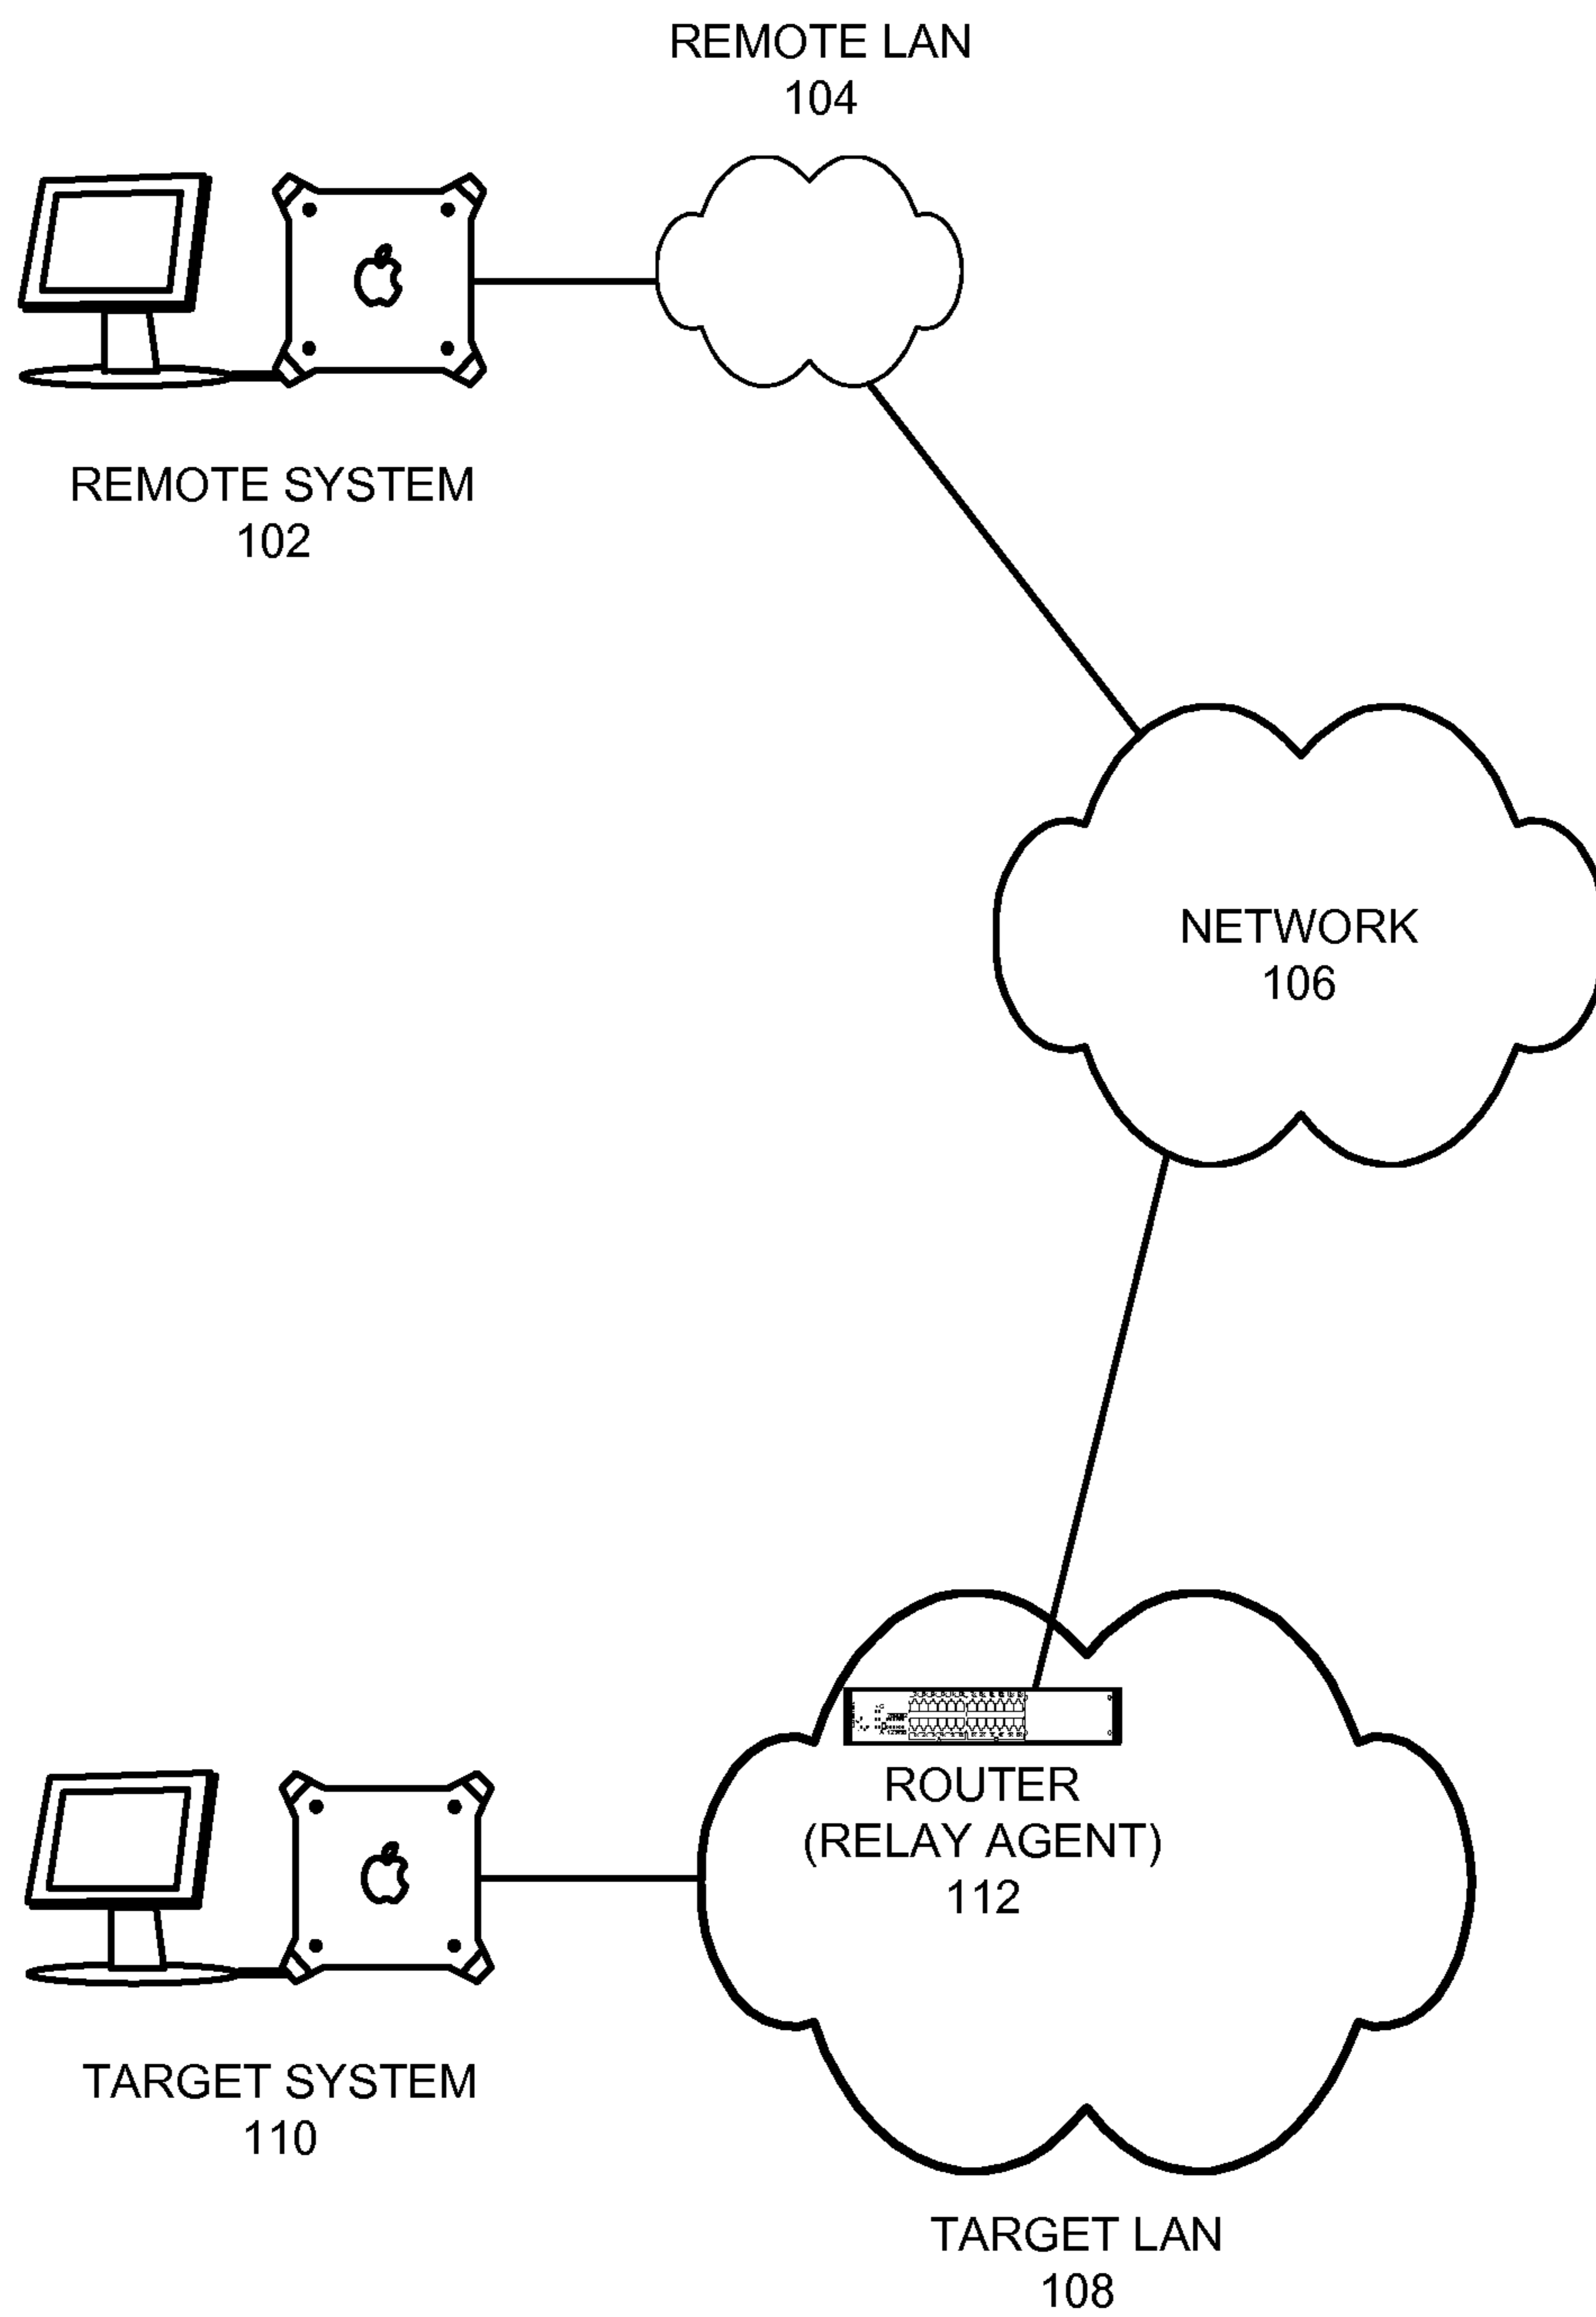 REMOTE LAN
104
REMOTE SYSTEM
102
NETWORK
106
ROUTER
(RELAY AGENT)
112
TARGET SYSTEM
110
TARGET LAN
108